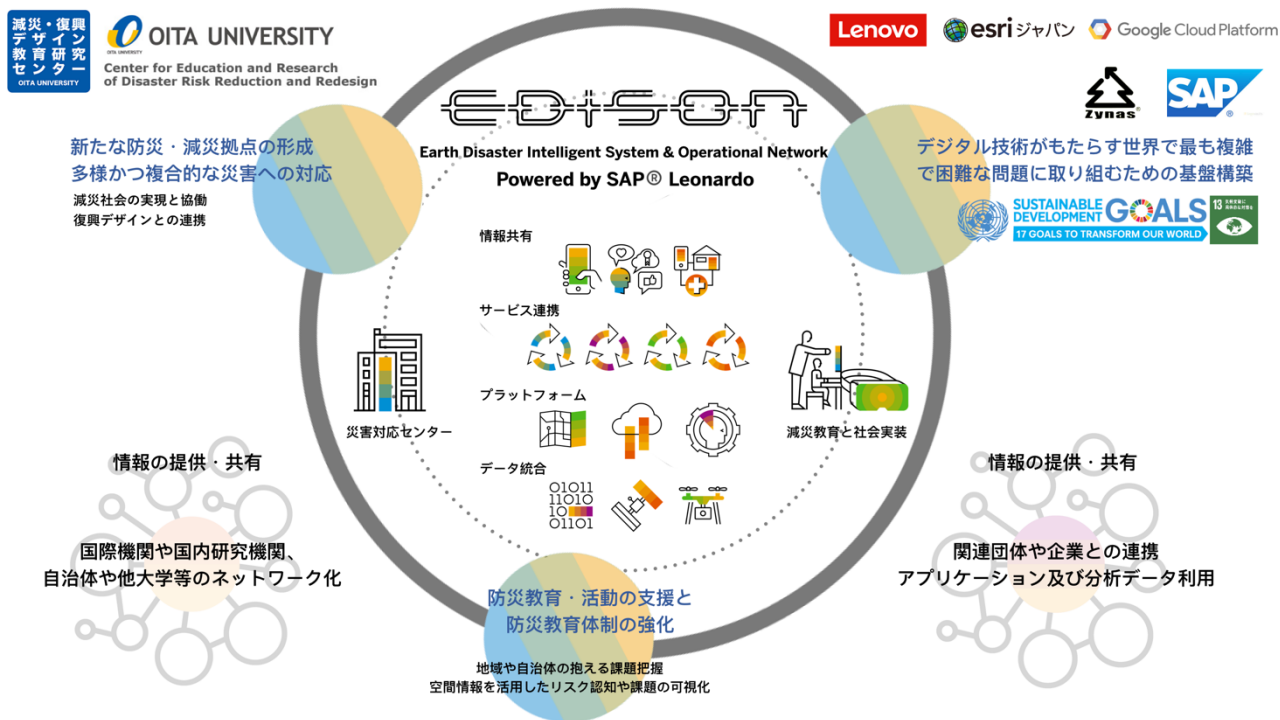 減災・復興
デザイン
教育研究
センター
OITA UNIVERSITY
OITA UNIVERSITY
OITA UNIVERSITY
Center for Education and Research
of Disaster Risk Reduction and Redesign
Lenovo
esriジャパン
Google Cloud Platform
Zynas
SAP
EDISON
Earth Disaster Intelligent System & Operational Network
Powered by SAP® Leonardo
新たな防災・減災拠点の形成
多様かつ複合的な災害への対応
減災社会の実現と協働
復興デザインとの連携
デジタル技術がもたらす世界で最も複雑
で困難な問題に取り組むための基盤構築
SUSTAINABLE
DEVELOPMENT
GOALS
17 GOALS TO TRANSFORM OUR WORLD
13 気候変動に
具体的な対策を
情報共有
サービス連携
プラットフォーム
データ統合
01011
11010
10
01101
災害対応センター
減災教育と社会実装
情報の提供・共有
国際機関や国内研究機関、
自治体や他大学等のネットワーク化
情報の提供・共有
関連団体や企業との連携
アプリケーション及び分析データ利用
防災教育・活動の支援と
防災教育体制の強化
地域や自治体の抱える課題把握
空間情報を活用したリスク認知や課題の可視化